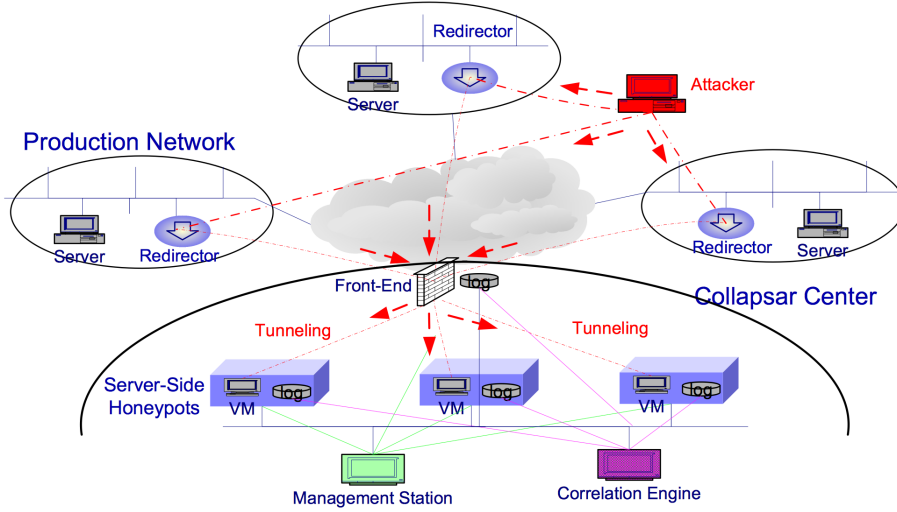 Redirector
Server
Attacker
Production Network
Server
Redirector
Redirector
Server
Front-End
log
Collapsar Center
Tunneling
Tunneling
Server-Side
Honeypots
VM
log
VM
log
VM
log
Management Station
Correlation Engine